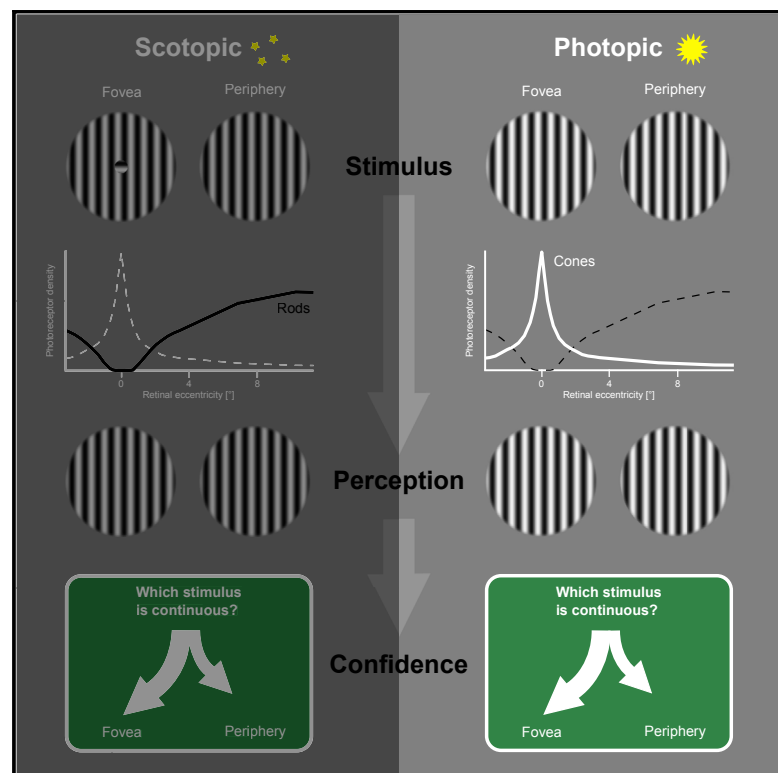 Scotopic
Photopic
Fovea
Periphery
Fovea
Periphery
Stimulus
Photoreceptor density
Rods
0
4
8
Retinal eccentricity [°]
Photoreceptor density
Cones
0
4
8
Retinal eccentricity [°]
Perception
Which stimulus
is continuous?
Fovea
Periphery
Which stimulus
is continuous?
Fovea
Periphery
Confidence